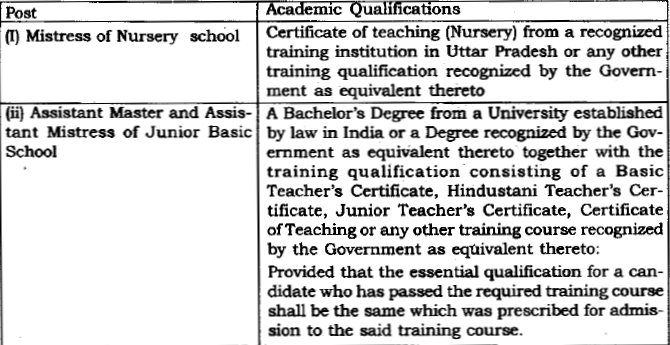 Post
Academic Qualifications
(I) Mistress of Nursery school
Certificate of teaching (Nursery) from a recognized
training institution in Uttar Pradesh or any other
training qualification recognized by the Govern-
ment as equivalent thereto
(ii) Assistant Master and Assis-
tant Mistress of Junior Basic
School
A Bachelor's Degree from a University established
by law in India or a Degree recognized by the Gov-
ernment as equivalent thereto together with the
training qualification consisting of a Basic
Teacher's Certificate, Hindustani Teacher's Cer-
tificate, Junior Teacher's Certificate, Certificate
of Teaching or any other training course recognized
by the Government as equivalent thereto:
Provided that the essential qualification for a can-
didate who has passed the required training course
shall be the same which was prescribed for admis-
sion to the said training course.